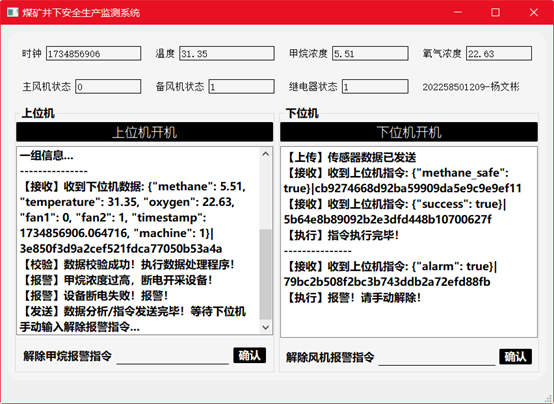 煤矿井下安全生产监测系统
时钟 1734856906 温度 31.35 甲烷浓度 5.51 氧气浓度 22.63
主风机状态 0 备风机状态 1 继电器状态 1 202258501209-杨文彬
上位机
上位机开机
一组信息...
---------------
【接收】收到下位机数据: {"methane": 5.51,
"temperature": 31.35, "oxygen": 22.63,
"fan1": 0, "fan2": 1, "timestamp":
1734856906.064716, "machine": 1}|
3e850f3d9a2cef521fdca77050b53a4a
【校验】数据校验成功！执行数据处理程序！
【报警】甲烷浓度过高，断电开采设备！
【报警】设备断电失败！报警！
【发送】数据分析/指令发送完毕！等待下位机
手动输入解除报警指令...
解除甲烷报警指令 确认
下位机
下位机开机
【上传】传感器数据已发送
【接收】收到上位机指令: {"methane_safe":
true}|cb9274668d92ba59909da5e9c9e9ef11
【接收】收到上位机指令: {"success": true}|
5b64e8b89092b2e3dfd448b10700627f
【执行】指令执行完毕！
---------------
【接收】收到上位机指令: {"alarm": true}|
79bc2b508f2bc3b743ddb2a72efd88fb
【执行】报警！请手动解除！
解除风机报警指令 确认